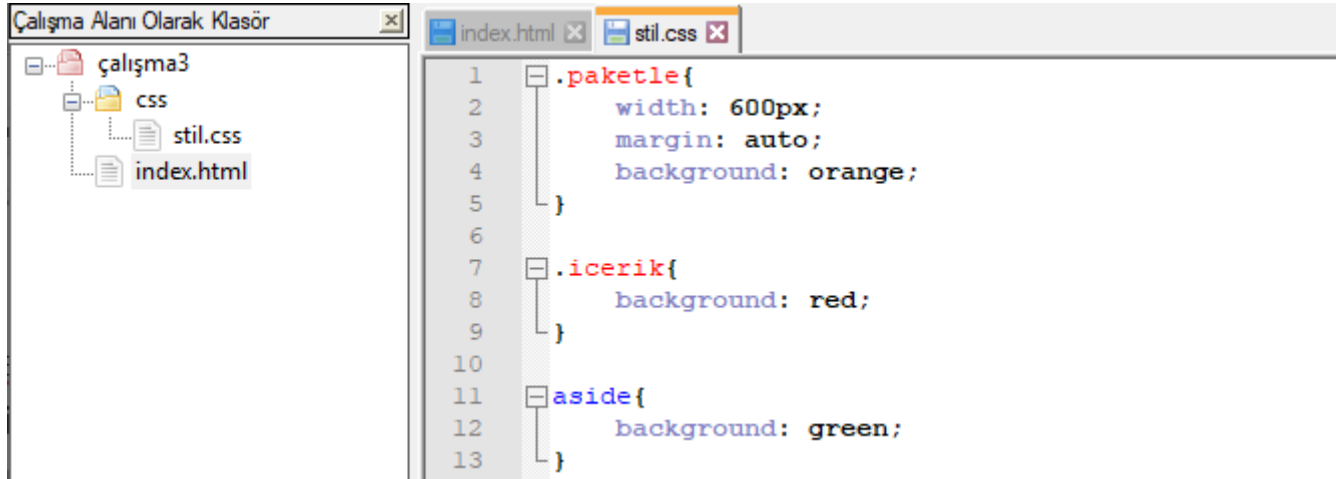 Çalışma Alanı Olarak Klasör
çalışma3
css
stil.css
index.html
index.html stil.css
1 .paketle{
2 width: 600px;
3 margin: auto;
4 background: orange;
5 }
6
7 .icerik{
8 background: red;
9 }
10
11 aside{
12 background: green;
13 }